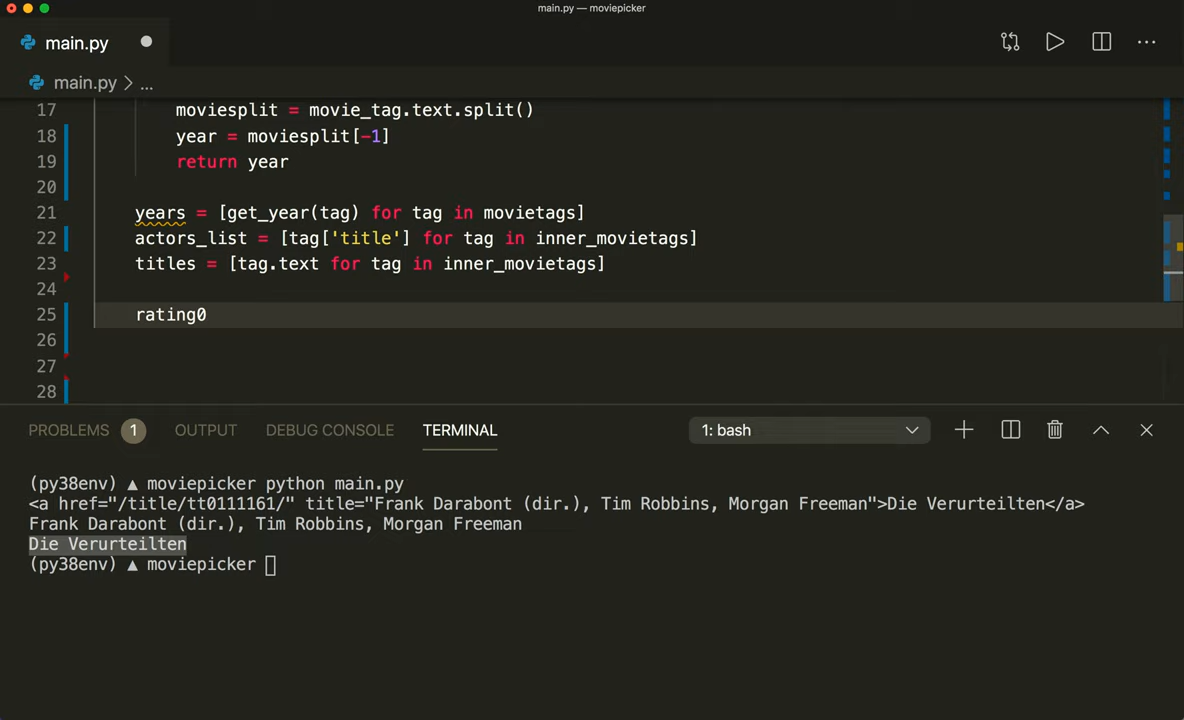 main.py — moviepicker
main.py
main.py > ...
17 moviesplit = movie_tag.text.split()
18 year = moviesplit[-1]
19 return year
20
21 years = [get_year(tag) for tag in movietags]
22 actors_list = [tag['title'] for tag in inner_movietags]
23 titles = [tag.text for tag in inner_movietags]
24
25 rating0
26
27
28
PROBLEMS 1 OUTPUT DEBUG CONSOLE TERMINAL 1: bash
(py38env) ▲ moviepicker python main.py
<a href="/title/tt0111161/" title="Frank Darabont (dir.), Tim Robbins, Morgan Freeman">Die Verurteilten</a>
Frank Darabont (dir.), Tim Robbins, Morgan Freeman
Die Verurteilten
(py38env) ▲ moviepicker